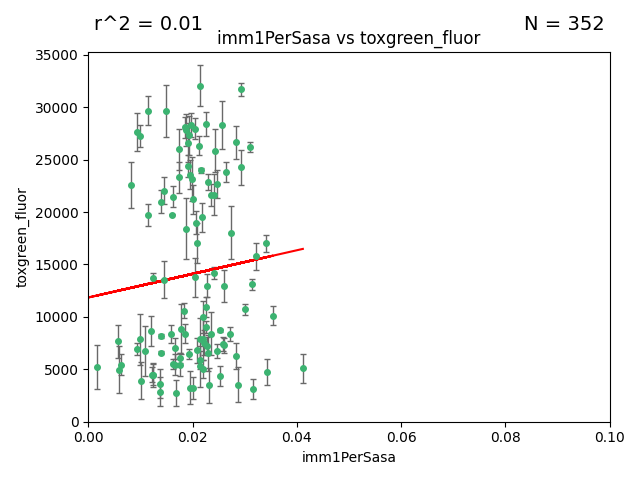 r^2 = 0.01
N = 352
imm1PerSasa vs toxgreen_fluor
35000
30000
25000
20000
15000
10000
5000
0
toxgreen_fluor
0.00
0.02
0.04
0.06
0.08
0.10
imm1PerSasa